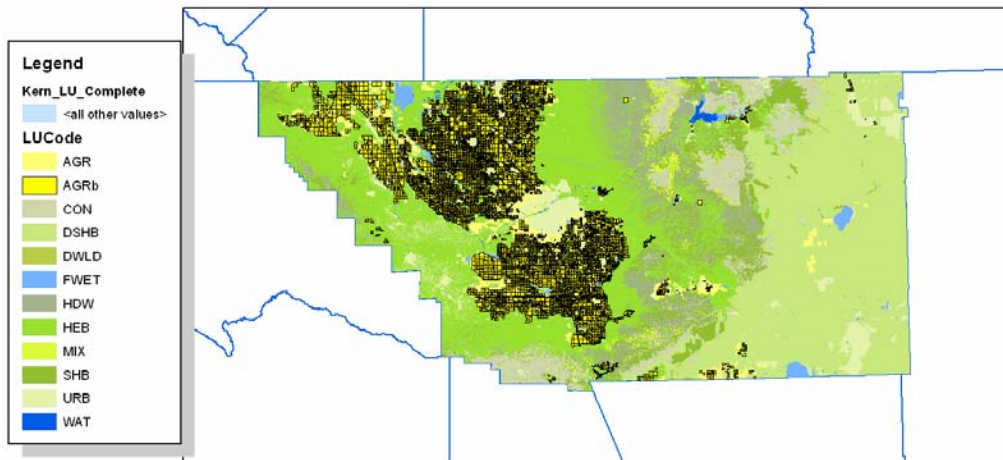 Legend
Kern_LU_Complete
<all other values>
LUCode
AGR
AGRb
CON
DSHB
DWLD
FWET
HDW
HEB
MIX
SHB
URB
WAT